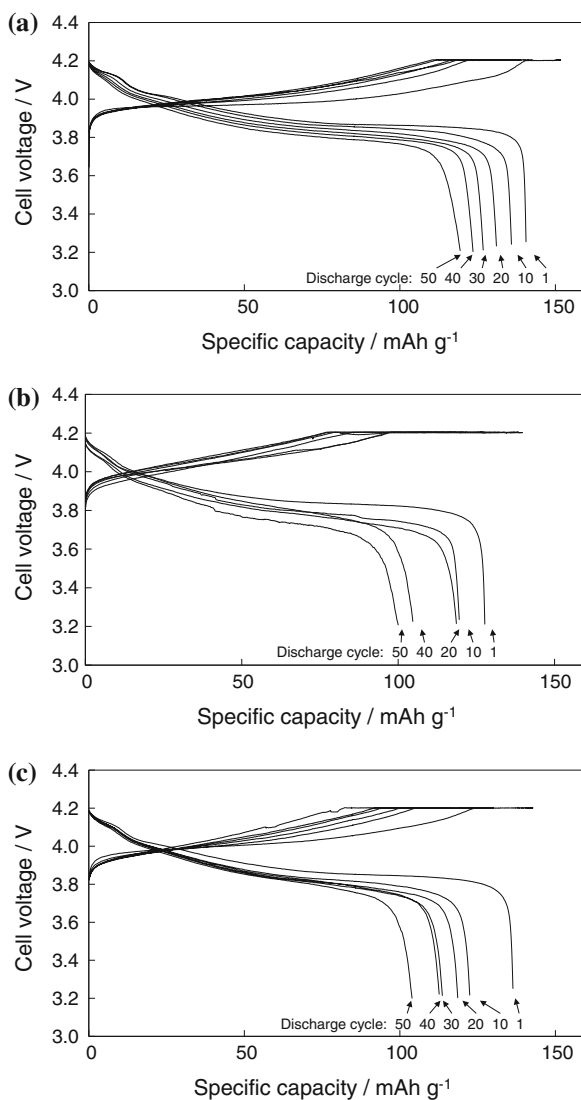 (a)
4.4
4.2
4.0
3.8
3.6
3.4
3.2
3.0
Cell voltage / V
Discharge cycle: 50 40 30 20 10 1
0 50 100 150
Specific capacity / mAh g⁻¹
(b)
4.4
4.2
4.0
3.8
3.6
3.4
3.2
3.0
Cell voltage / V
Discharge cycle: 50 40 20 10 1
0 50 100 150
Specific capacity / mAh g⁻¹
(c)
4.4
4.2
4.0
3.8
3.6
3.4
3.2
3.0
Cell voltage / V
Discharge cycle: 50 40 30 20 10 1
0 50 100 150
Specific capacity / mAh g⁻¹